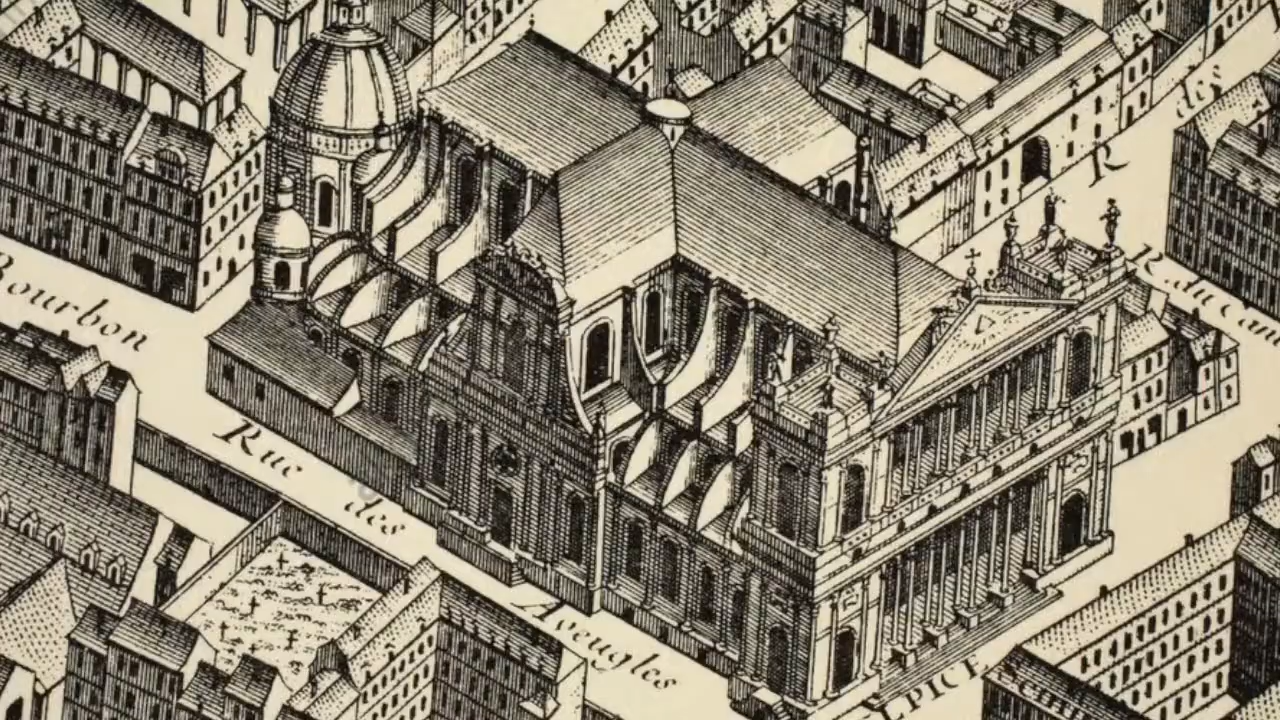 des
R
R. du Can
Bourbon
Rue des
Aveugles
LPICE